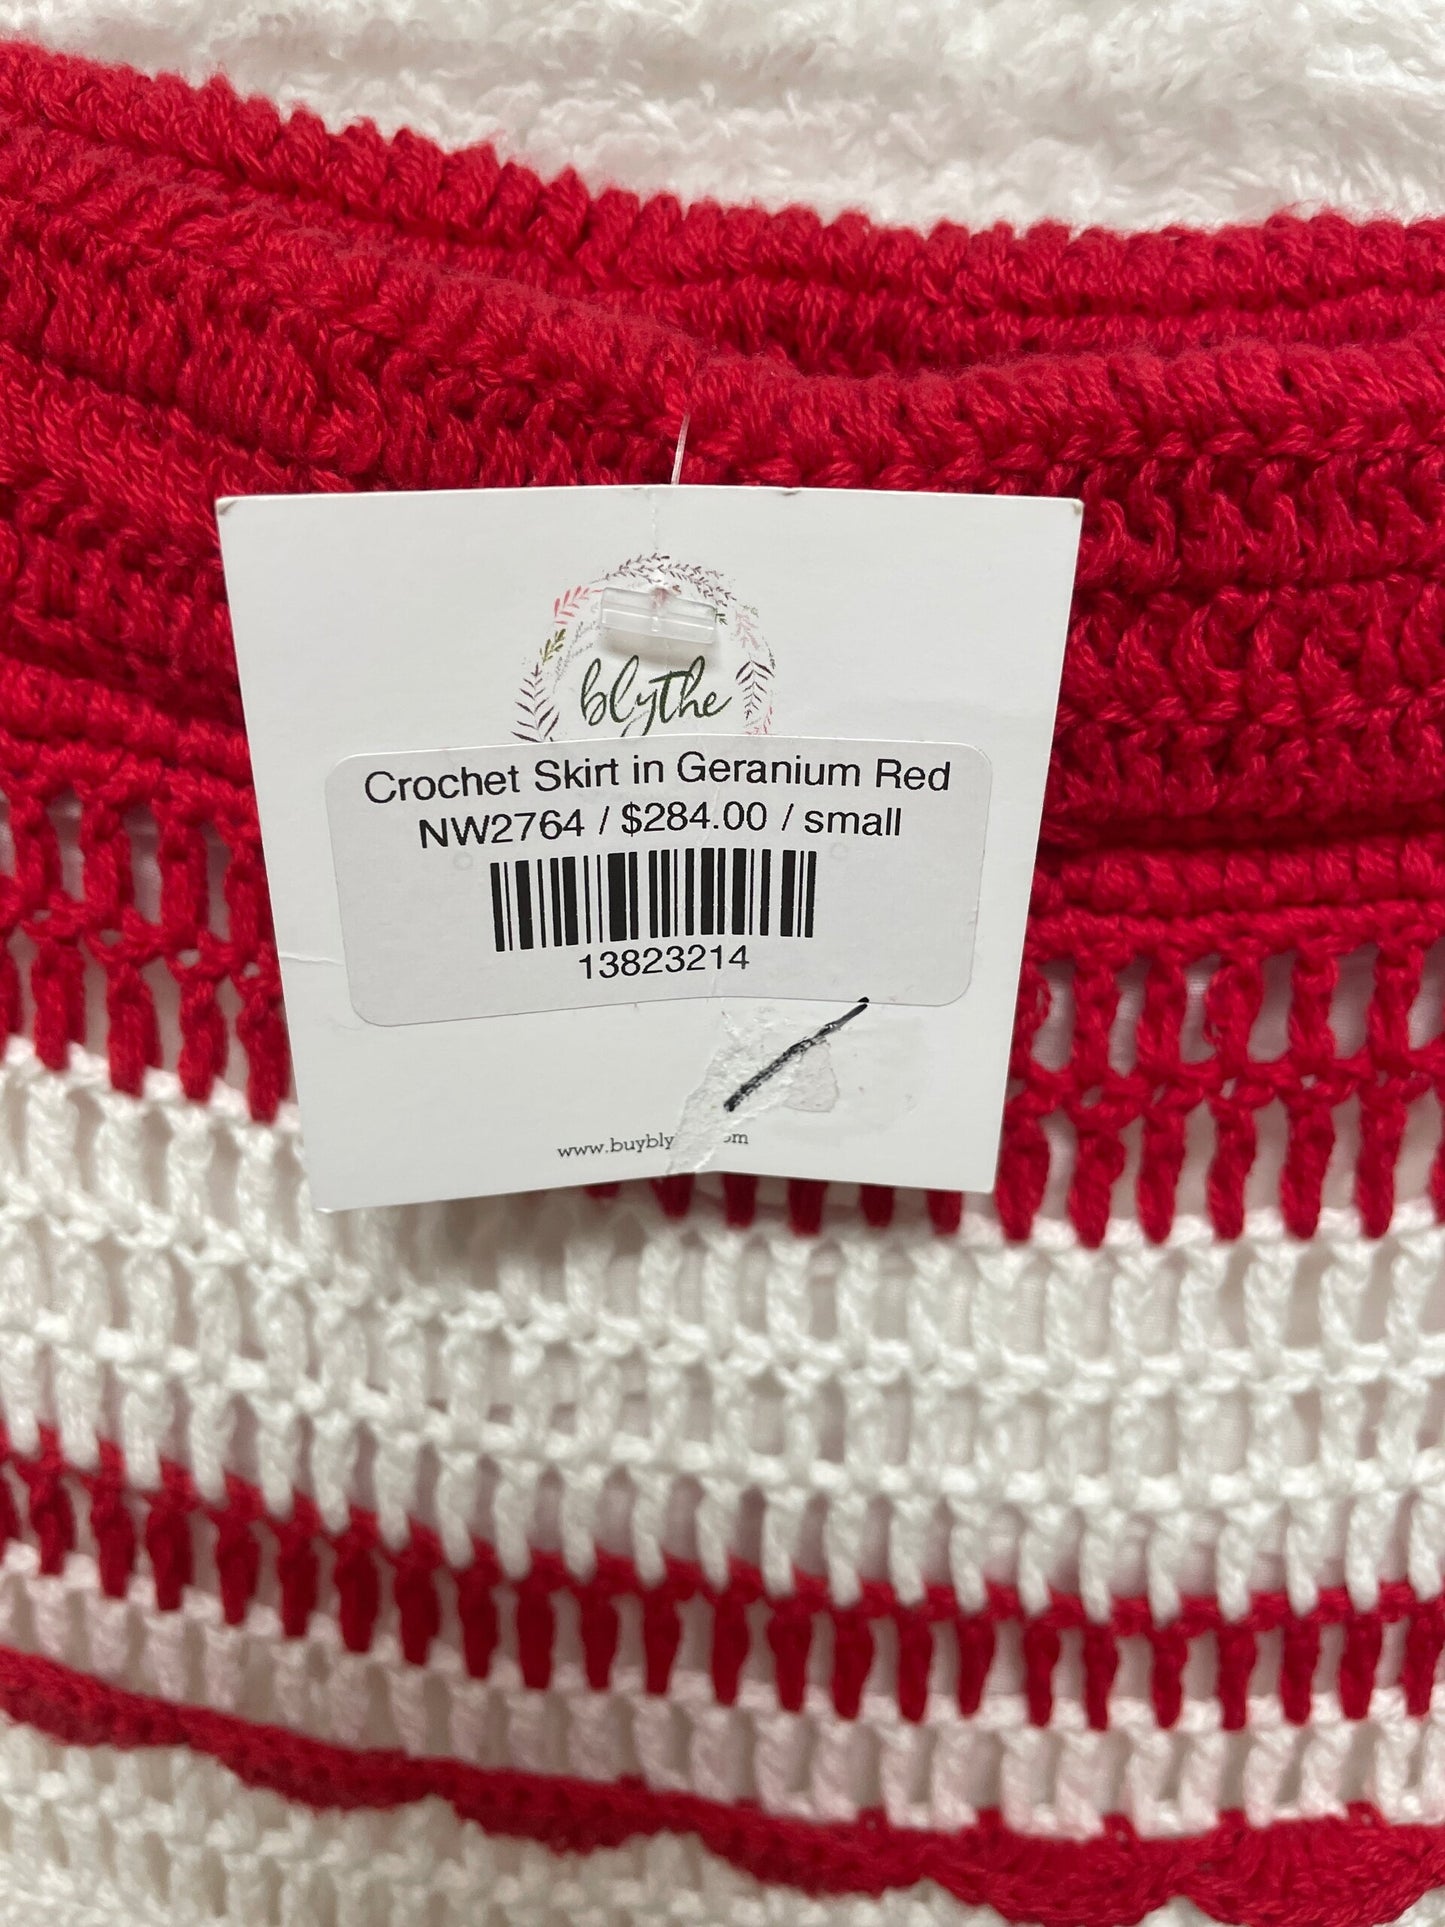 blythe
Crochet Skirt in Geranium Red
NW2764 / $284.00 / small
13823214